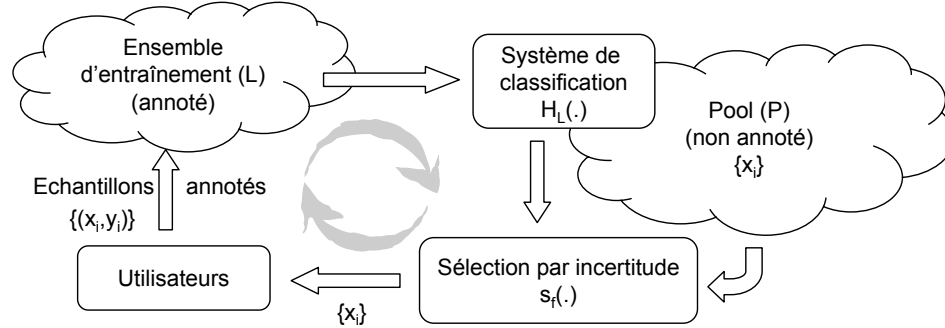 Ensemble
d'entraînement (L)
(annoté)
Système de
classification
H_L(.)
Pool (P)
(non annoté)
{x_i}
Echantillons annotés
{(x_i,y_i)}
Utilisateurs
{x_i}
Sélection par incertitude
s_f(.)